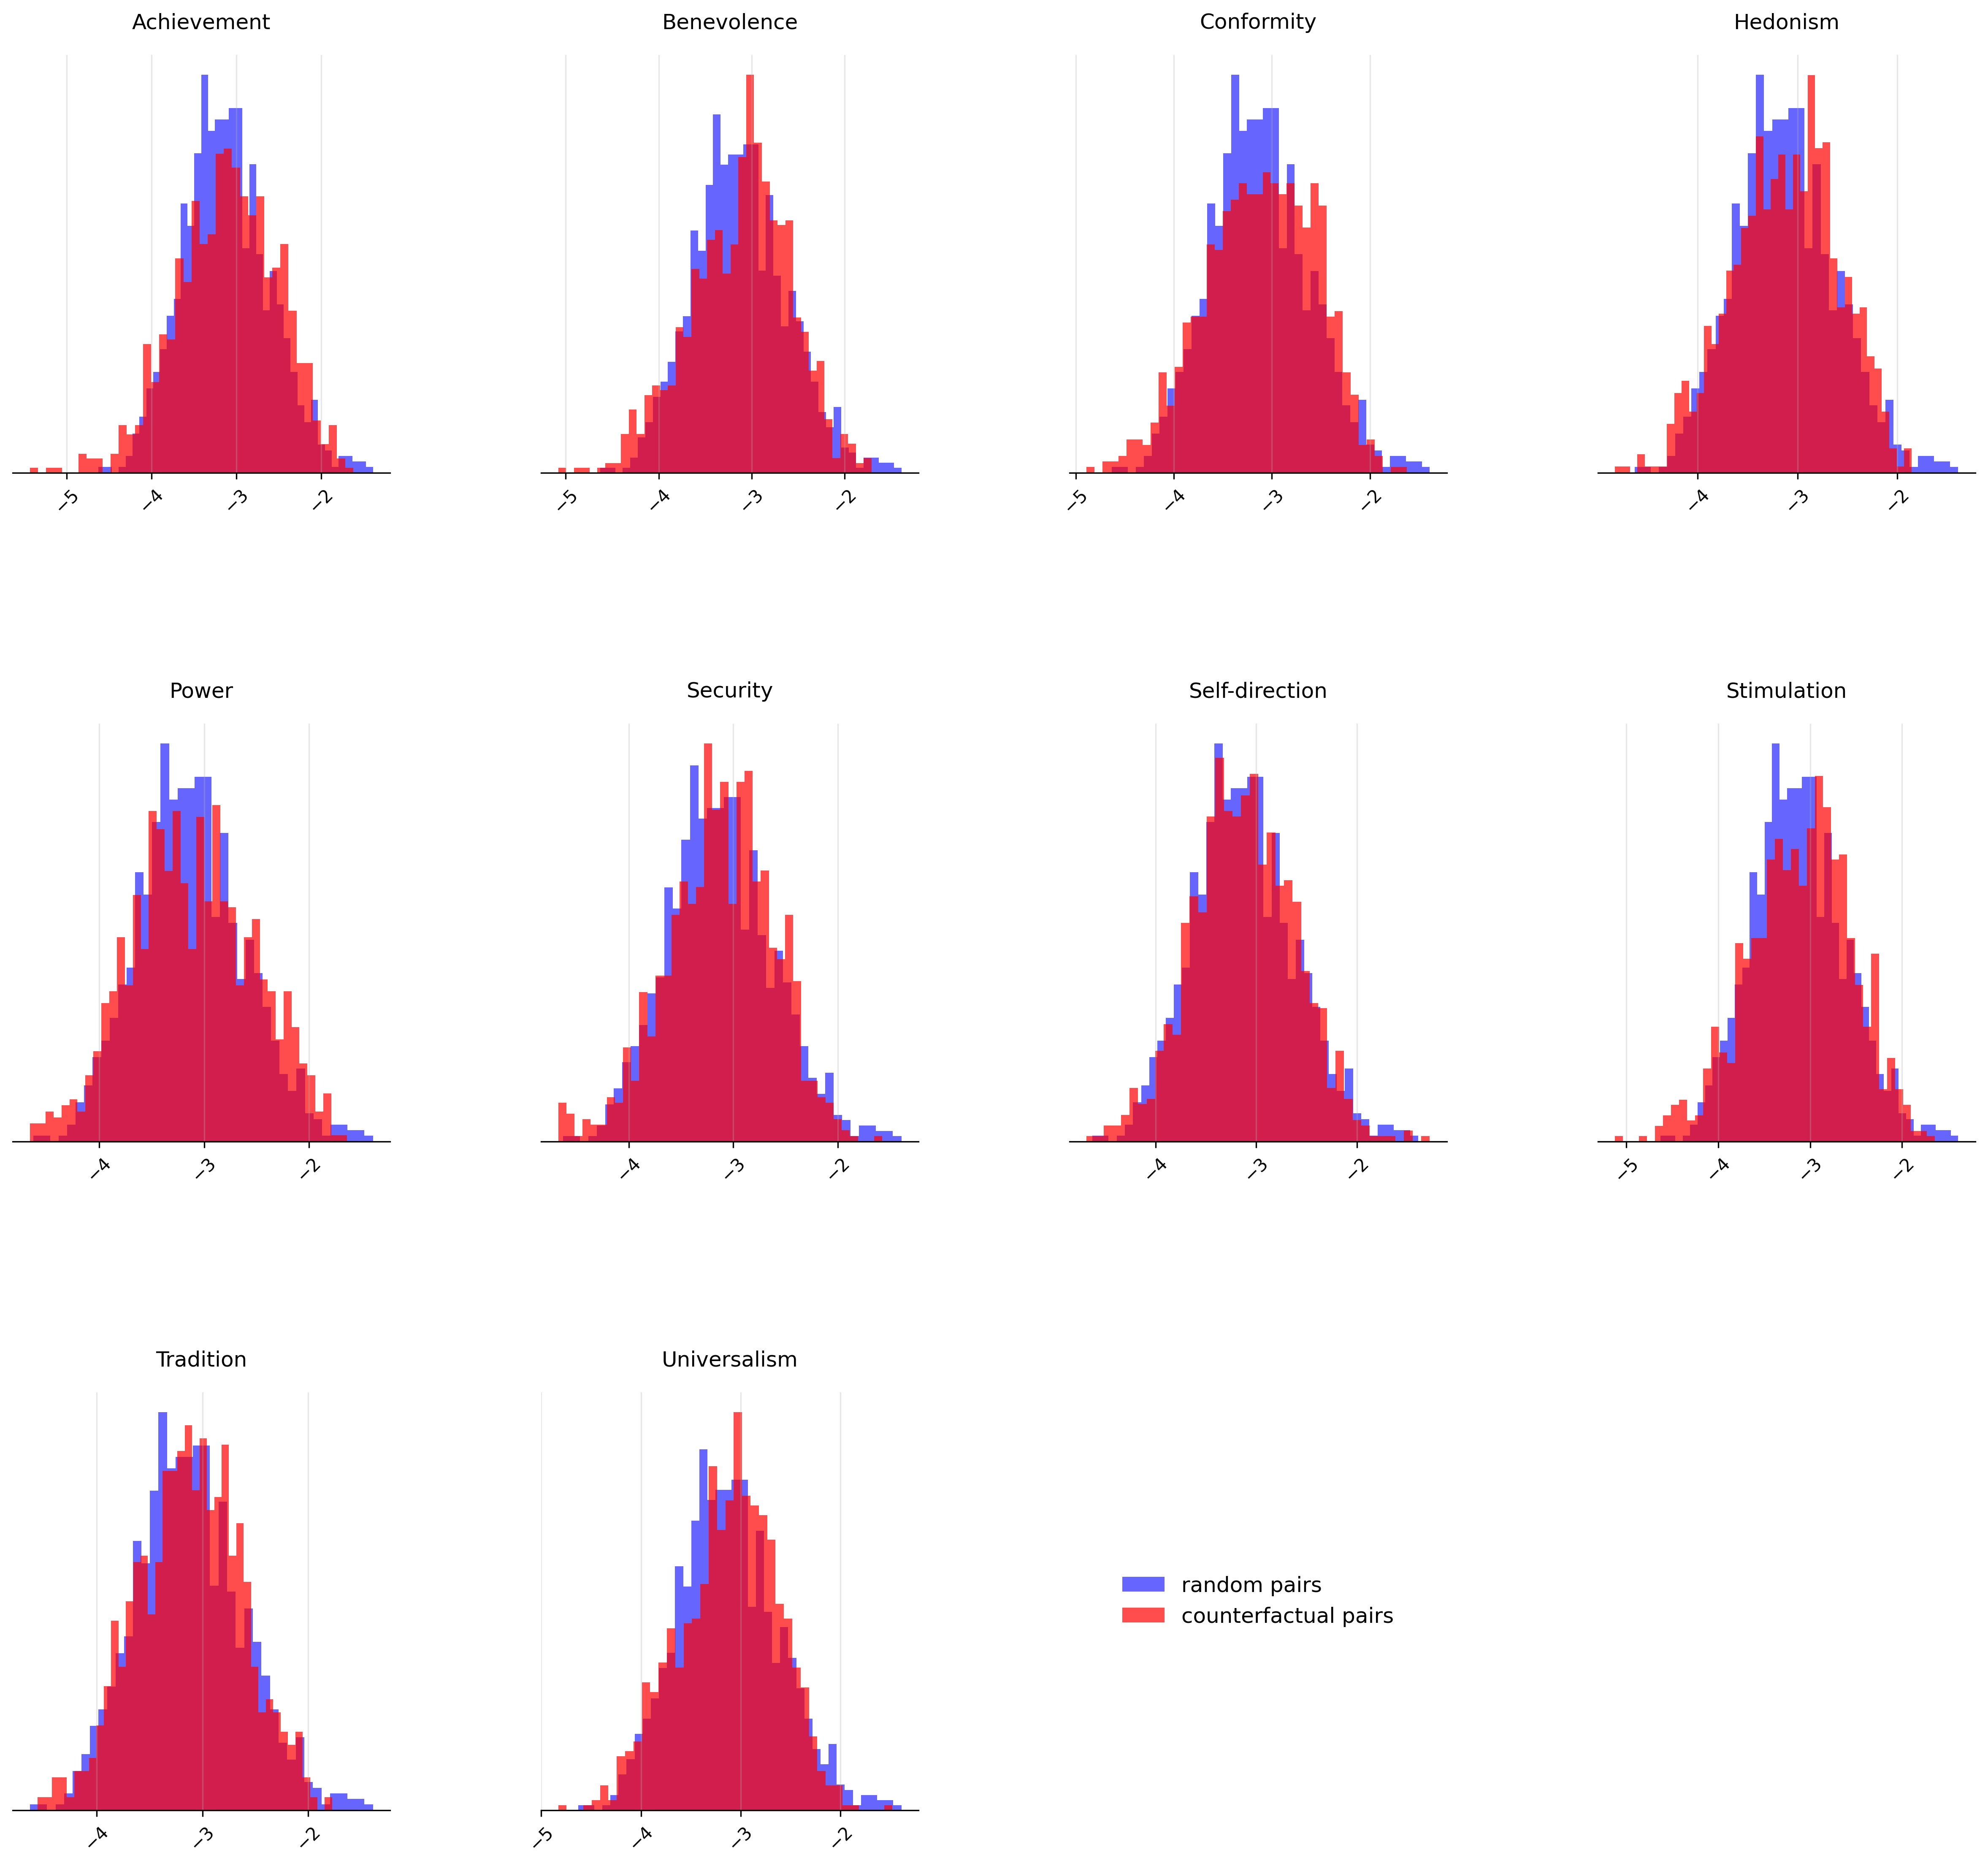 Achievement
Benevolence
Conformity
Hedonism
−5 −4 −3 −2
−5 −4 −3 −2
−5 −4 −3 −2
−4 −3 −2
Power
Security
Self-direction
Stimulation
−4 −3 −2
−4 −3 −2
−4 −3 −2
−5 −4 −3 −2
Tradition
Universalism
random pairs
counterfactual pairs
−4 −3 −2
−5 −4 −3 −2